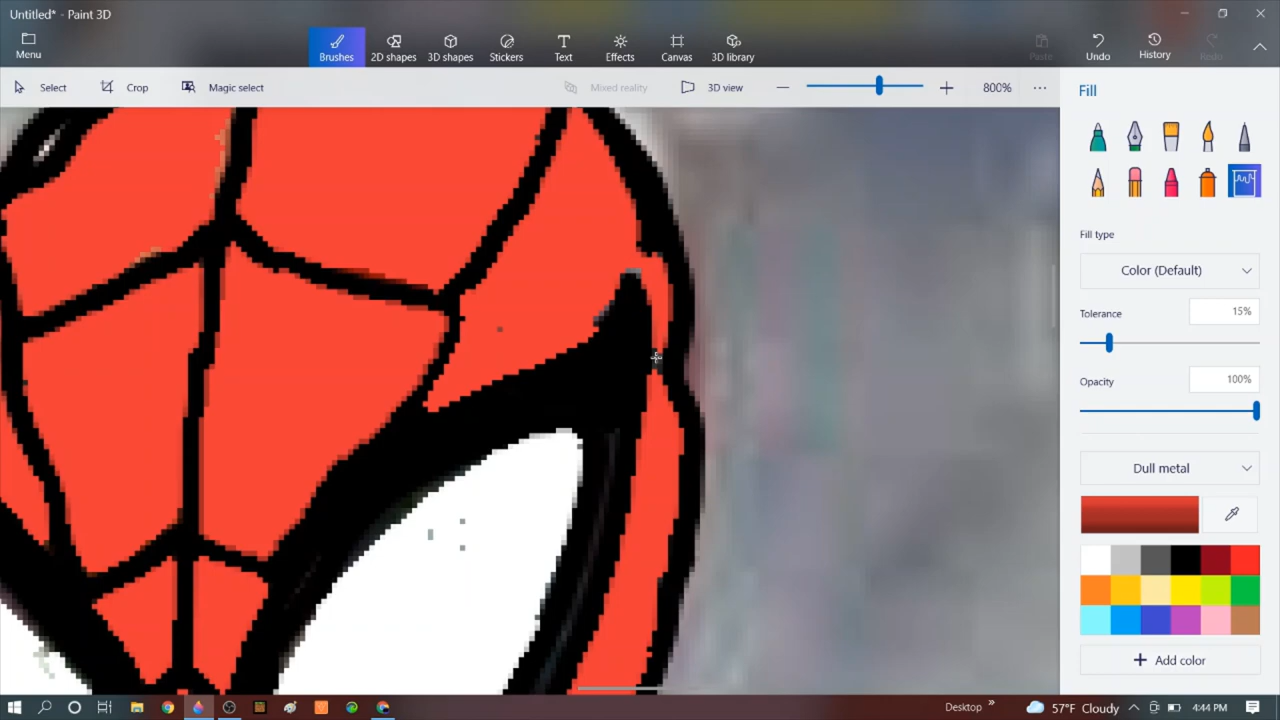 Untitled* - Paint 3D
Menu
Brushes
2D shapes
3D shapes
Stickers
Text
Effects
Canvas
3D library
Paste
Undo
History
Redo
Select
Crop
Magic select
Mixed reality
3D view
800%
Fill
Fill type
Color (Default)
Tolerance
15%
Opacity
100%
Dull metal
Add color
Desktop
57°F Cloudy
4:44 PM